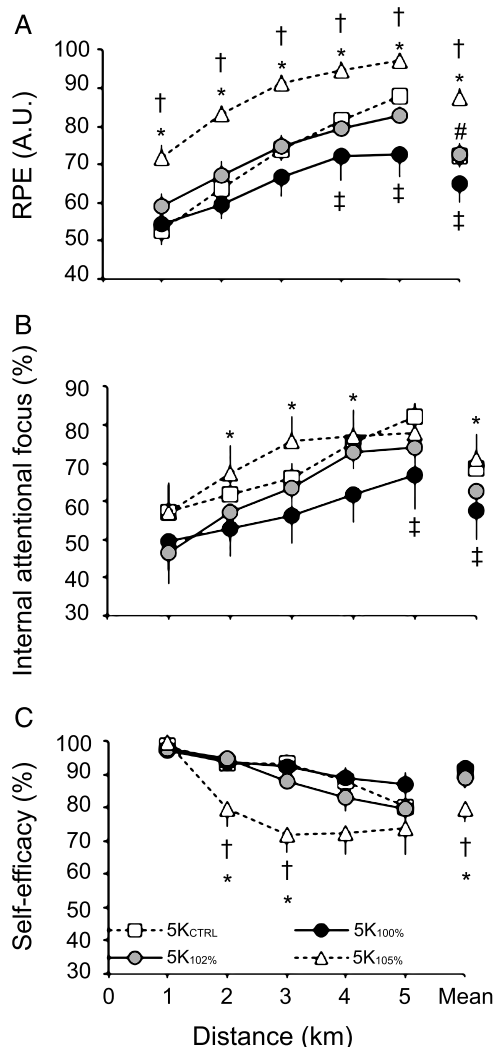 A
† † † † †
* * * * *
#
‡ ‡ ‡
RPE (A.U.)
100
90
80
70
60
50
40
B
* * * *
‡ ‡
Internal attentional focus (%)
90
80
70
60
50
40
30
C
Self-efficacy (%)
100
90
80
70
60
50
40
30
† † †
* * *
5KCTRL 5K100%
5K102% 5K105%
0 1 2 3 4 5 Mean
Distance (km)